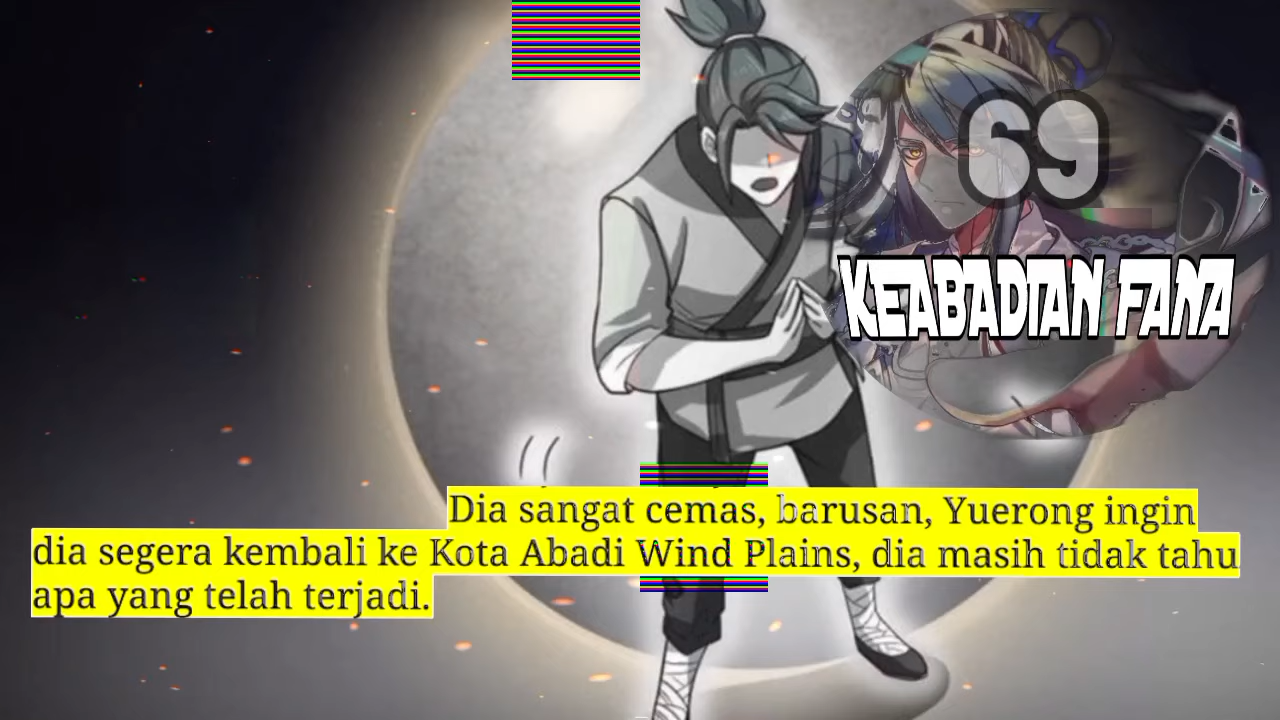 69
KEABADIAN FANA
Dia sangat cemas, barusan, Yuerong ingin
dia segera kembali ke Kota Abadi Wind Plains, dia masih tidak tahu
apa yang telah terjadi.